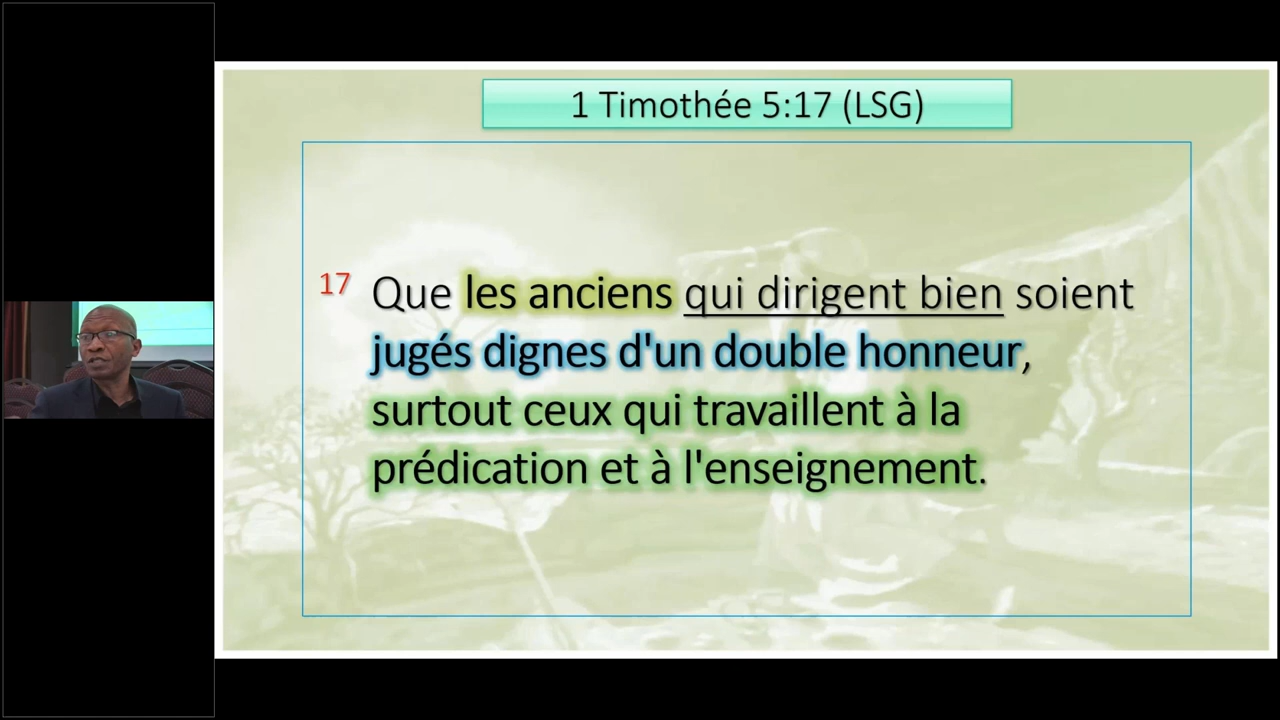 1 Timothée 5:17 (LSG)
17 Que les anciens qui dirigent bien soient
jugés dignes d'un double honneur,
surtout ceux qui travaillent à la
prédication et à l'enseignement.